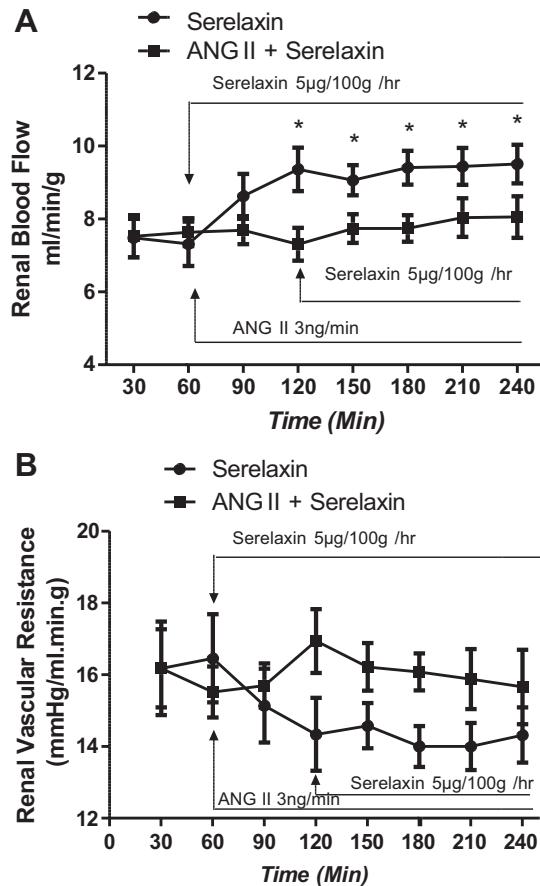 A
Serelaxin
ANG II + Serelaxin
Serelaxin 5µg/100g /hr
12
10
8
6
4
* * * * *
Renal Blood Flow
ml/min/g
Serelaxin 5µg/100g /hr
ANG II 3ng/min
30 60 90 120 150 180 210 240
Time (Min)
B
Serelaxin
ANG II + Serelaxin
Serelaxin 5µg/100g /hr
20
18
16
14
12
Renal Vascular Resistance
(mmHg/ml.min.g)
Serelaxin 5µg/100g /hr
ANG II 3ng/min
0 30 60 90 120 150 180 210 240
Time (Min)